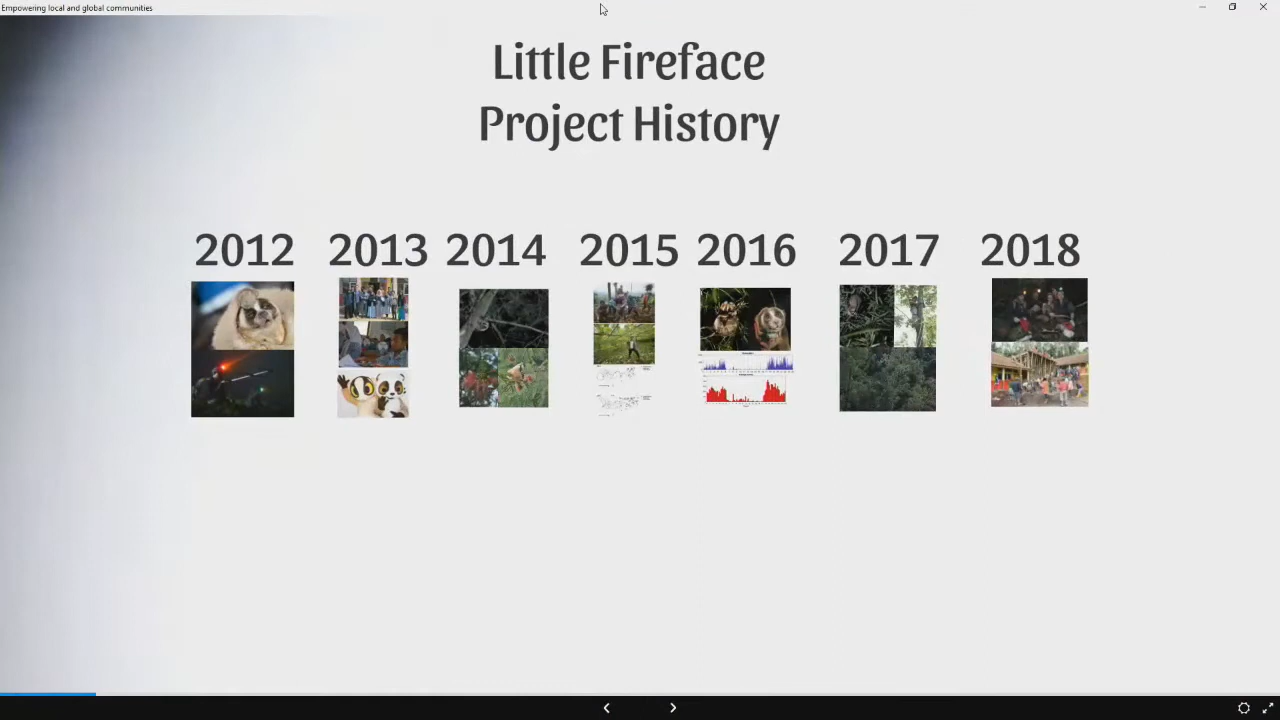 Empowering local and global communities
Little Fireface
Project History
2012 2013 2014 2015 2016 2017 2018